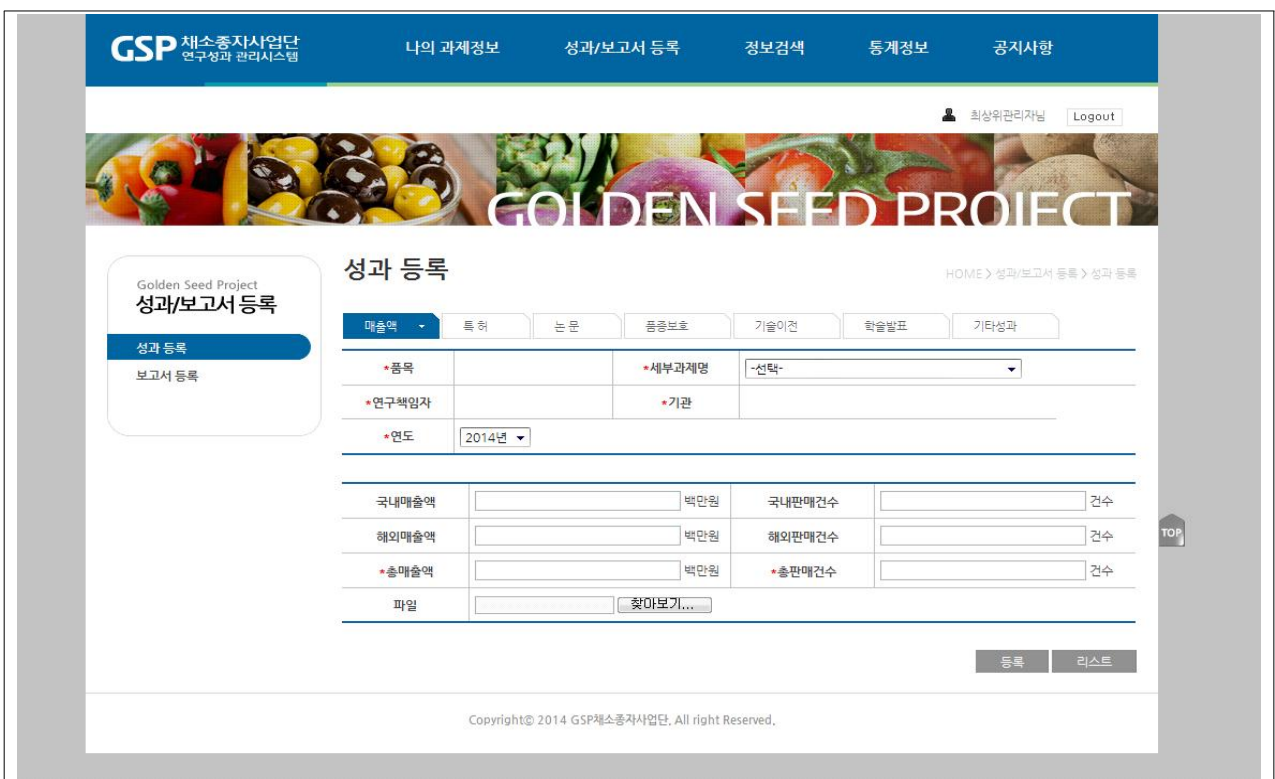 GSP 채소종자사업단
연구성과 관리시스템
나의 과제정보 성과/보고서 등록 정보검색 통계정보 공지사항
최상위관리자님 Logout
GOLDEN SEED PROJECT
Golden Seed Project
성과/보고서 등록
성과 등록
보고서 등록
성과 등록
HOME > 성과/보고서 등록 > 성과 등록
매출액 특허 논문 품종보호 기술이전 학술발표 기타성과
*품목 *세부과제명 -선택-
*연구책임자 *기관
*연도 2014년
국내매출액 백만원 국내판매건수 건수
해외매출액 백만원 해외판매건수 건수
*총매출액 백만원 *총판매건수 건수
파일 찾아보기...
TOP
등록 리스트
Copyright© 2014 GSP채소종자사업단. All right Reserved.